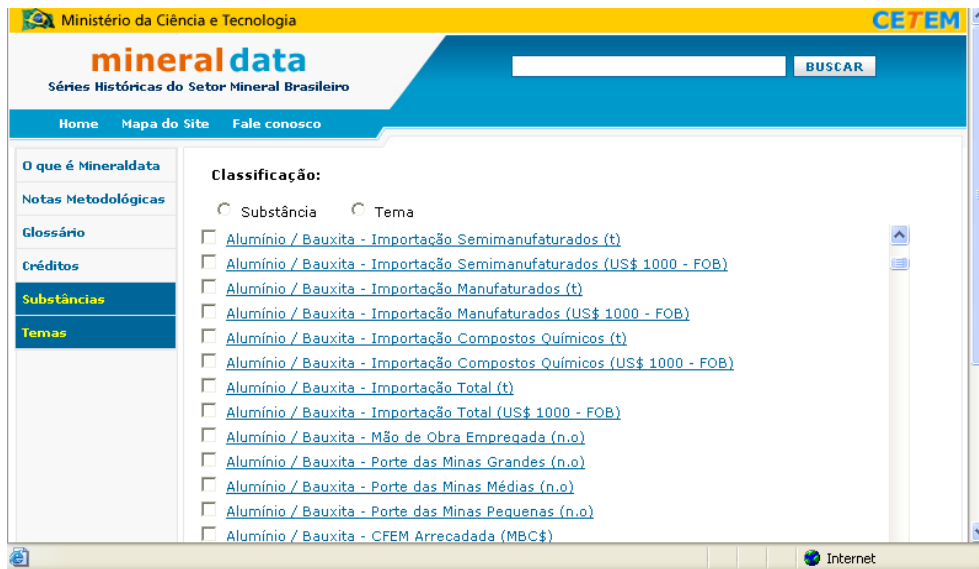 Ministério da Ciência e Tecnologia
CETEM
mineral data
Séries Históricas do Setor Mineral Brasileiro
BUSCAR
Home Mapa do Site Fale conosco
O que é Mineraldata
Notas Metodológicas
Glossário
Créditos
Substâncias
Temas
Classificação:
Substância Tema
Alumínio / Bauxita - Importação Semimanufaturados (t)
Alumínio / Bauxita - Importação Semimanufaturados (US$ 1000 - FOB)
Alumínio / Bauxita - Importação Manufaturados (t)
Alumínio / Bauxita - Importação Manufaturados (US$ 1000 - FOB)
Alumínio / Bauxita - Importação Compostos Químicos (t)
Alumínio / Bauxita - Importação Compostos Químicos (US$ 1000 - FOB)
Alumínio / Bauxita - Importação Total (t)
Alumínio / Bauxita - Importação Total (US$ 1000 - FOB)
Alumínio / Bauxita - Mão de Obra Empregada (n.o)
Alumínio / Bauxita - Porte das Minas Grandes (n.o)
Alumínio / Bauxita - Porte das Minas Médias (n.o)
Alumínio / Bauxita - Porte das Minas Pequenas (n.o)
Alumínio / Bauxita - CFEM Arrecadada (MBC$)
Internet